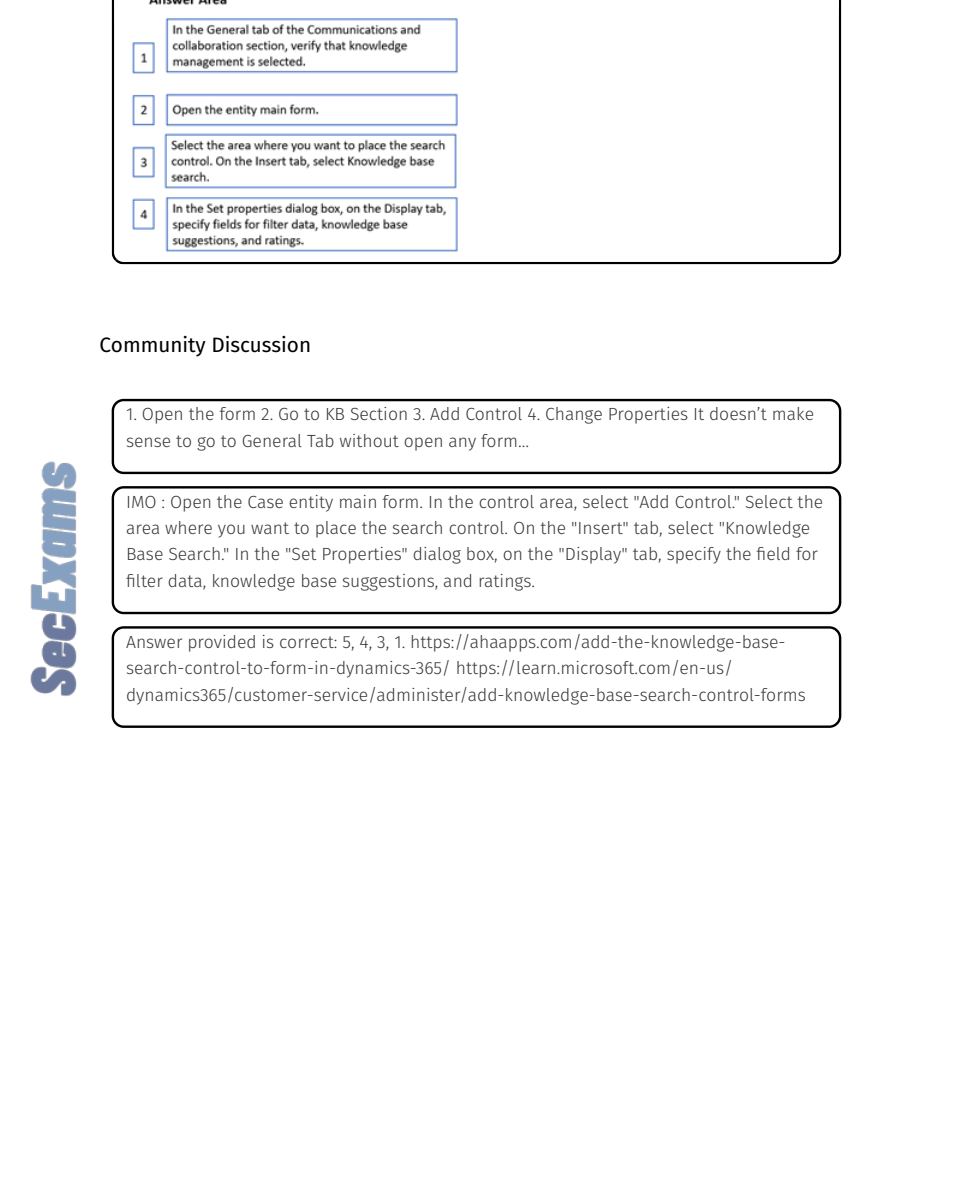 Answer Area
In the General tab of the Communications and
collaboration section, verify that knowledge
management is selected.
1
2
Open the entity main form.
Select the area where you want to place the search
control. On the Insert tab, select Knowledge base
search.
3
In the Set properties dialog box, on the Display tab,
specify fields for filter data, knowledge base
suggestions, and ratings.
4
Community Discussion
1. Open the form 2. Go to KB Section 3. Add Control 4. Change Properties It doesn’t make
sense to go to General Tab without open any form…
IMO : Open the Case entity main form. In the control area, select "Add Control." Select the
area where you want to place the search control. On the "Insert" tab, select "Knowledge
Base Search." In the "Set Properties" dialog box, on the "Display" tab, specify the field for
filter data, knowledge base suggestions, and ratings.
Answer provided is correct: 5, 4, 3, 1. https://ahaapps.com/add-the-knowledge-base-
search-control-to-form-in-dynamics-365/ https://learn.microsoft.com/en-us/
dynamics365/customer-service/administer/add-knowledge-base-search-control-forms
SecExams